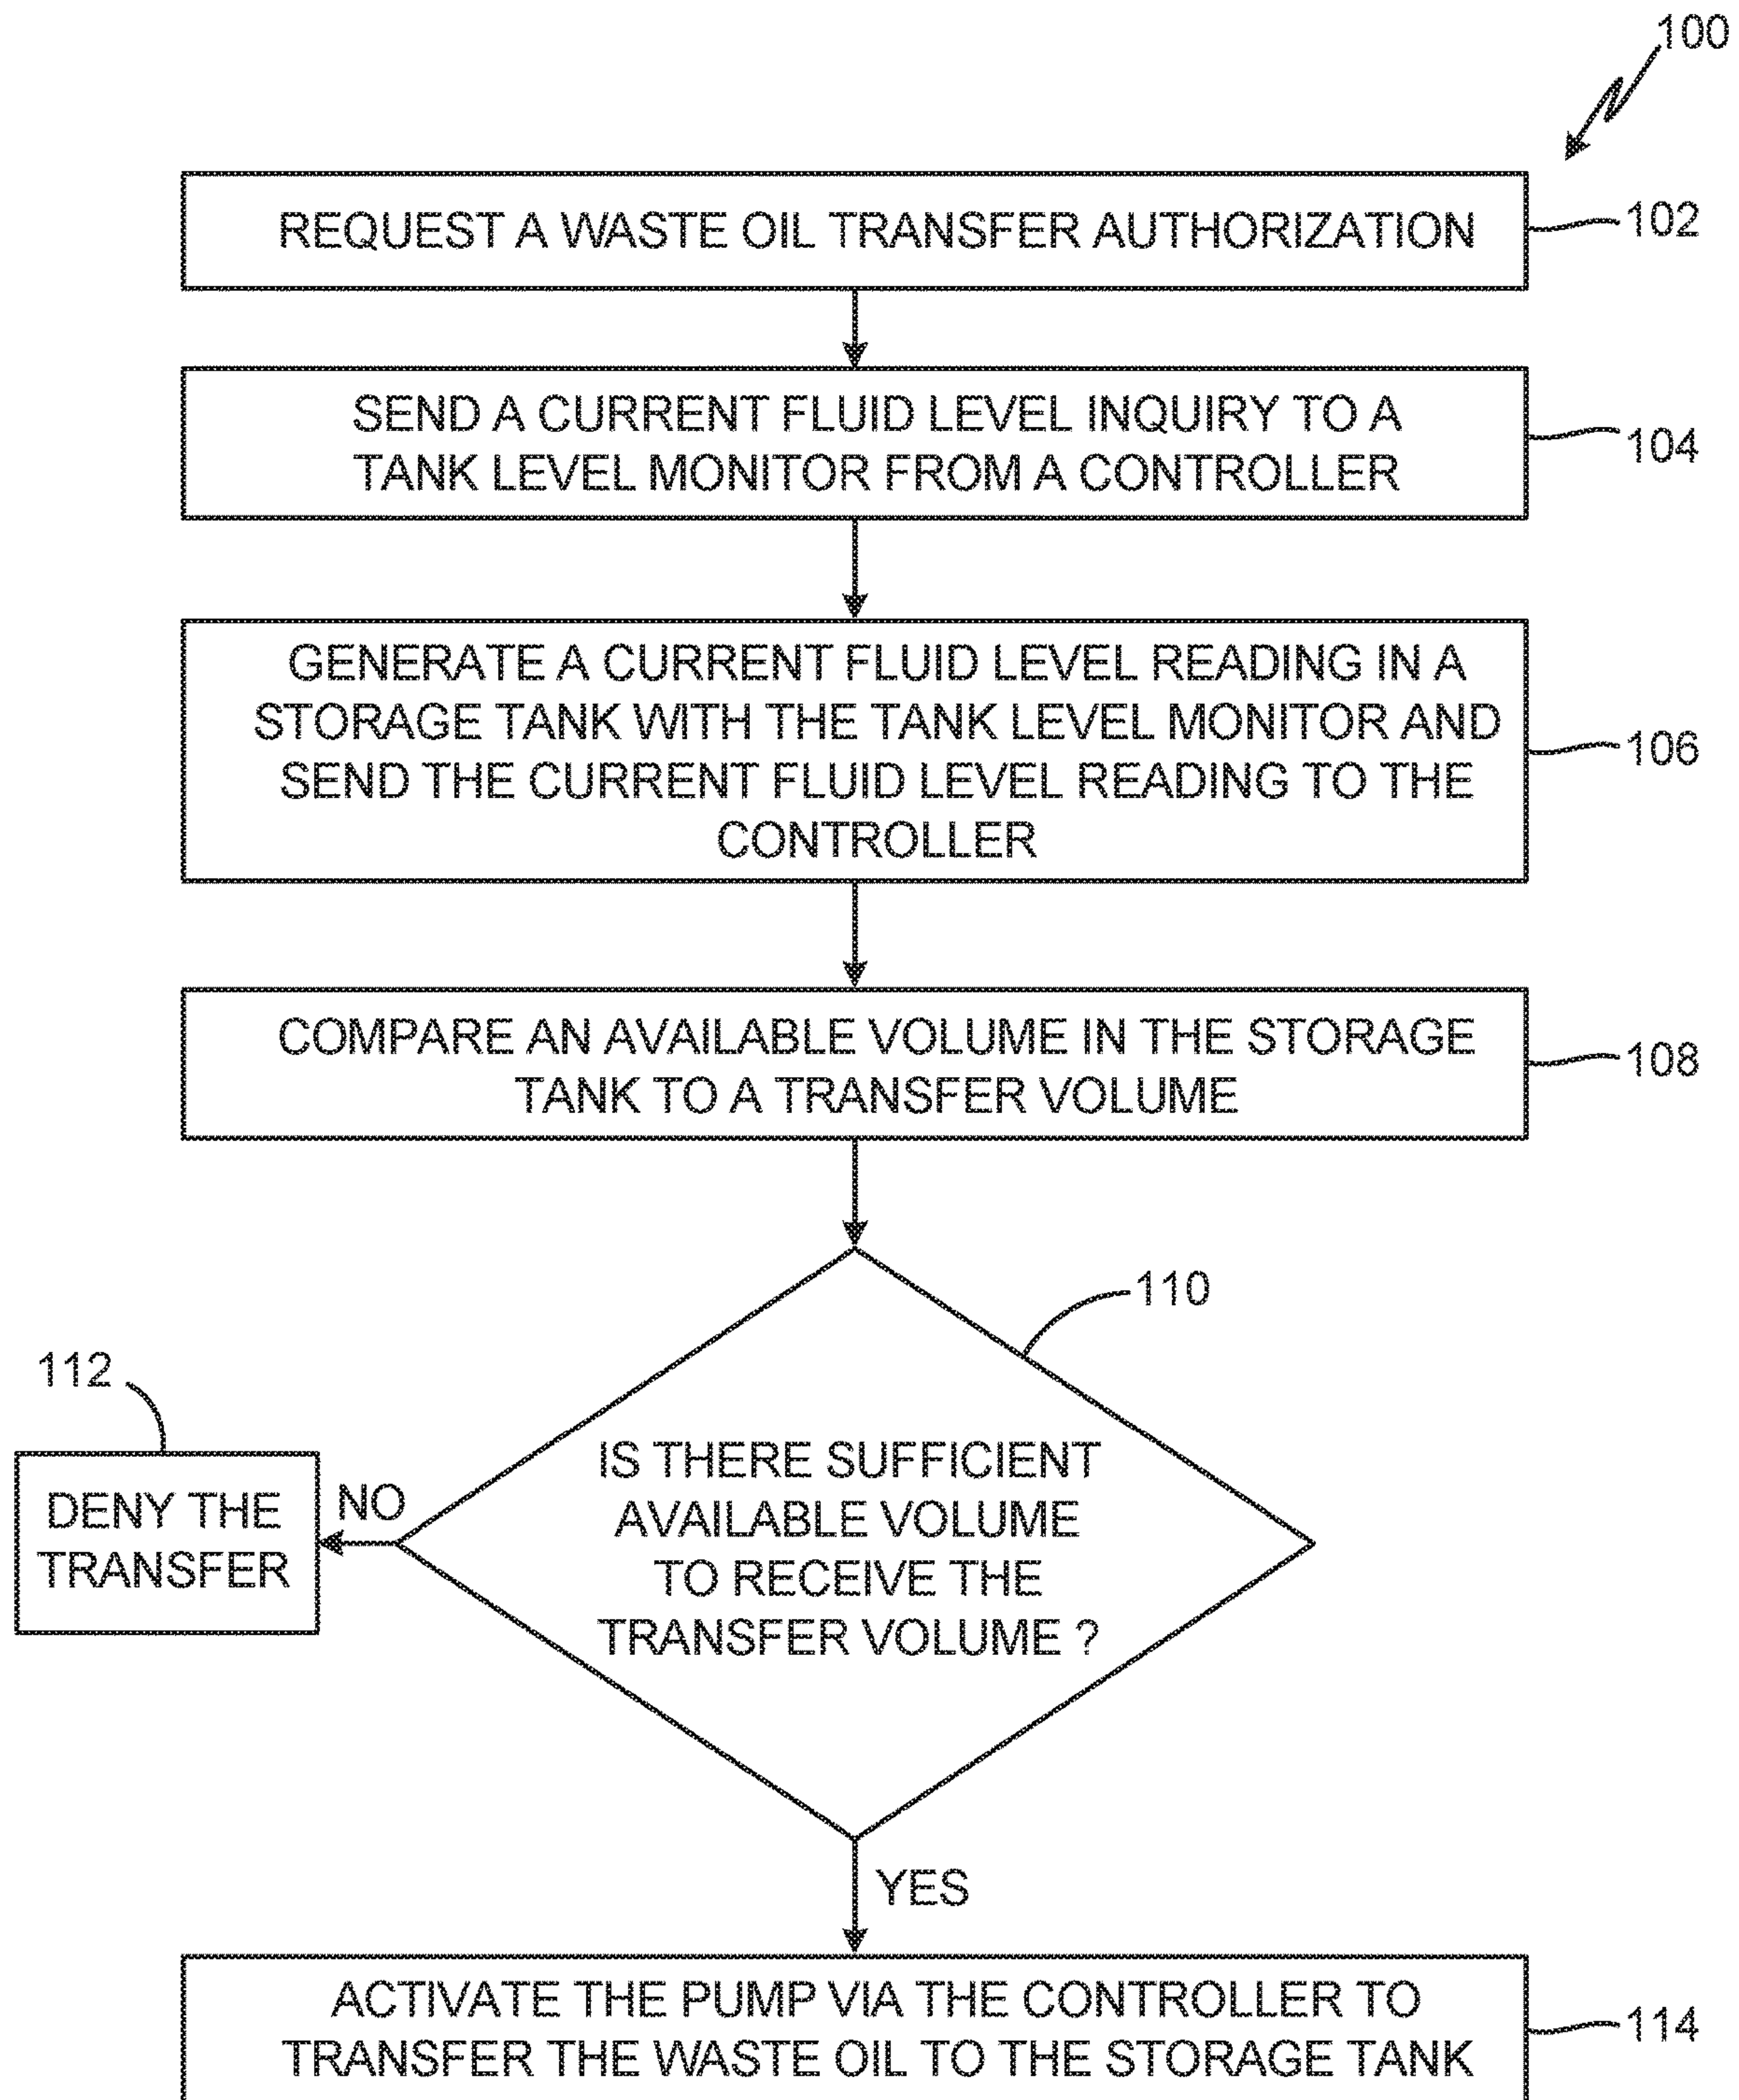 100
REQUEST A WASTE OIL TRANSFER AUTHORIZATION
102
SEND A CURRENT FLUID LEVEL INQUIRY TO A
TANK LEVEL MONITOR FROM A CONTROLLER
104
GENERATE A CURRENT FLUID LEVEL READING IN A
STORAGE TANK WITH THE TANK LEVEL MONITOR AND
SEND THE CURRENT FLUID LEVEL READING TO THE
CONTROLLER
106
COMPARE AN AVAILABLE VOLUME IN THE STORAGE
TANK TO A TRANSFER VOLUME
108
110
IS THERE SUFFICIENT
AVAILABLE VOLUME
TO RECEIVE THE
TRANSFER VOLUME ?
112
NO
DENY THE
TRANSFER
YES
ACTIVATE THE PUMP VIA THE CONTROLLER TO
TRANSFER THE WASTE OIL TO THE STORAGE TANK
114